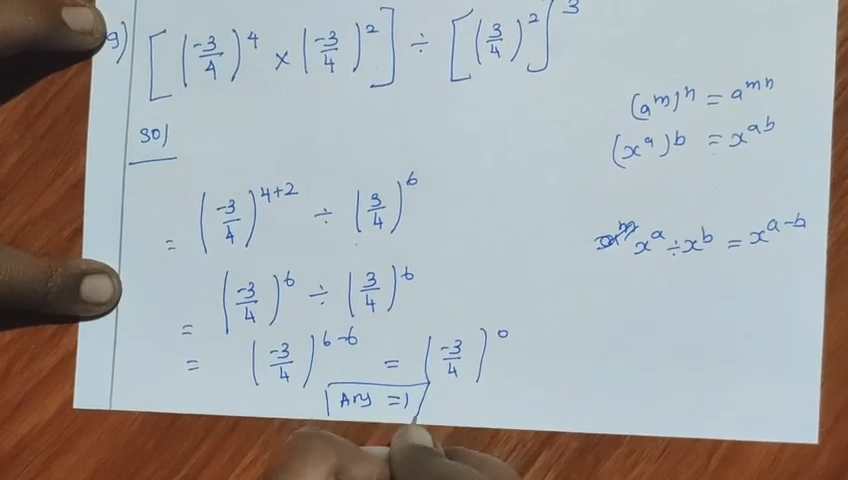 9) [(-3/4)^4 × (-3/4)^2] ÷ [(3/4)^2]^3
(a^m)^n = a^mn
(x^a)^b = x^ab
Sol
= (-3/4)^4+2 ÷ (3/4)^6
x^a ÷ x^b = x^a-b
= (-3/4)^6 ÷ (3/4)^6
= (-3/4)^6-6 = (-3/4)^0
Ans = 1